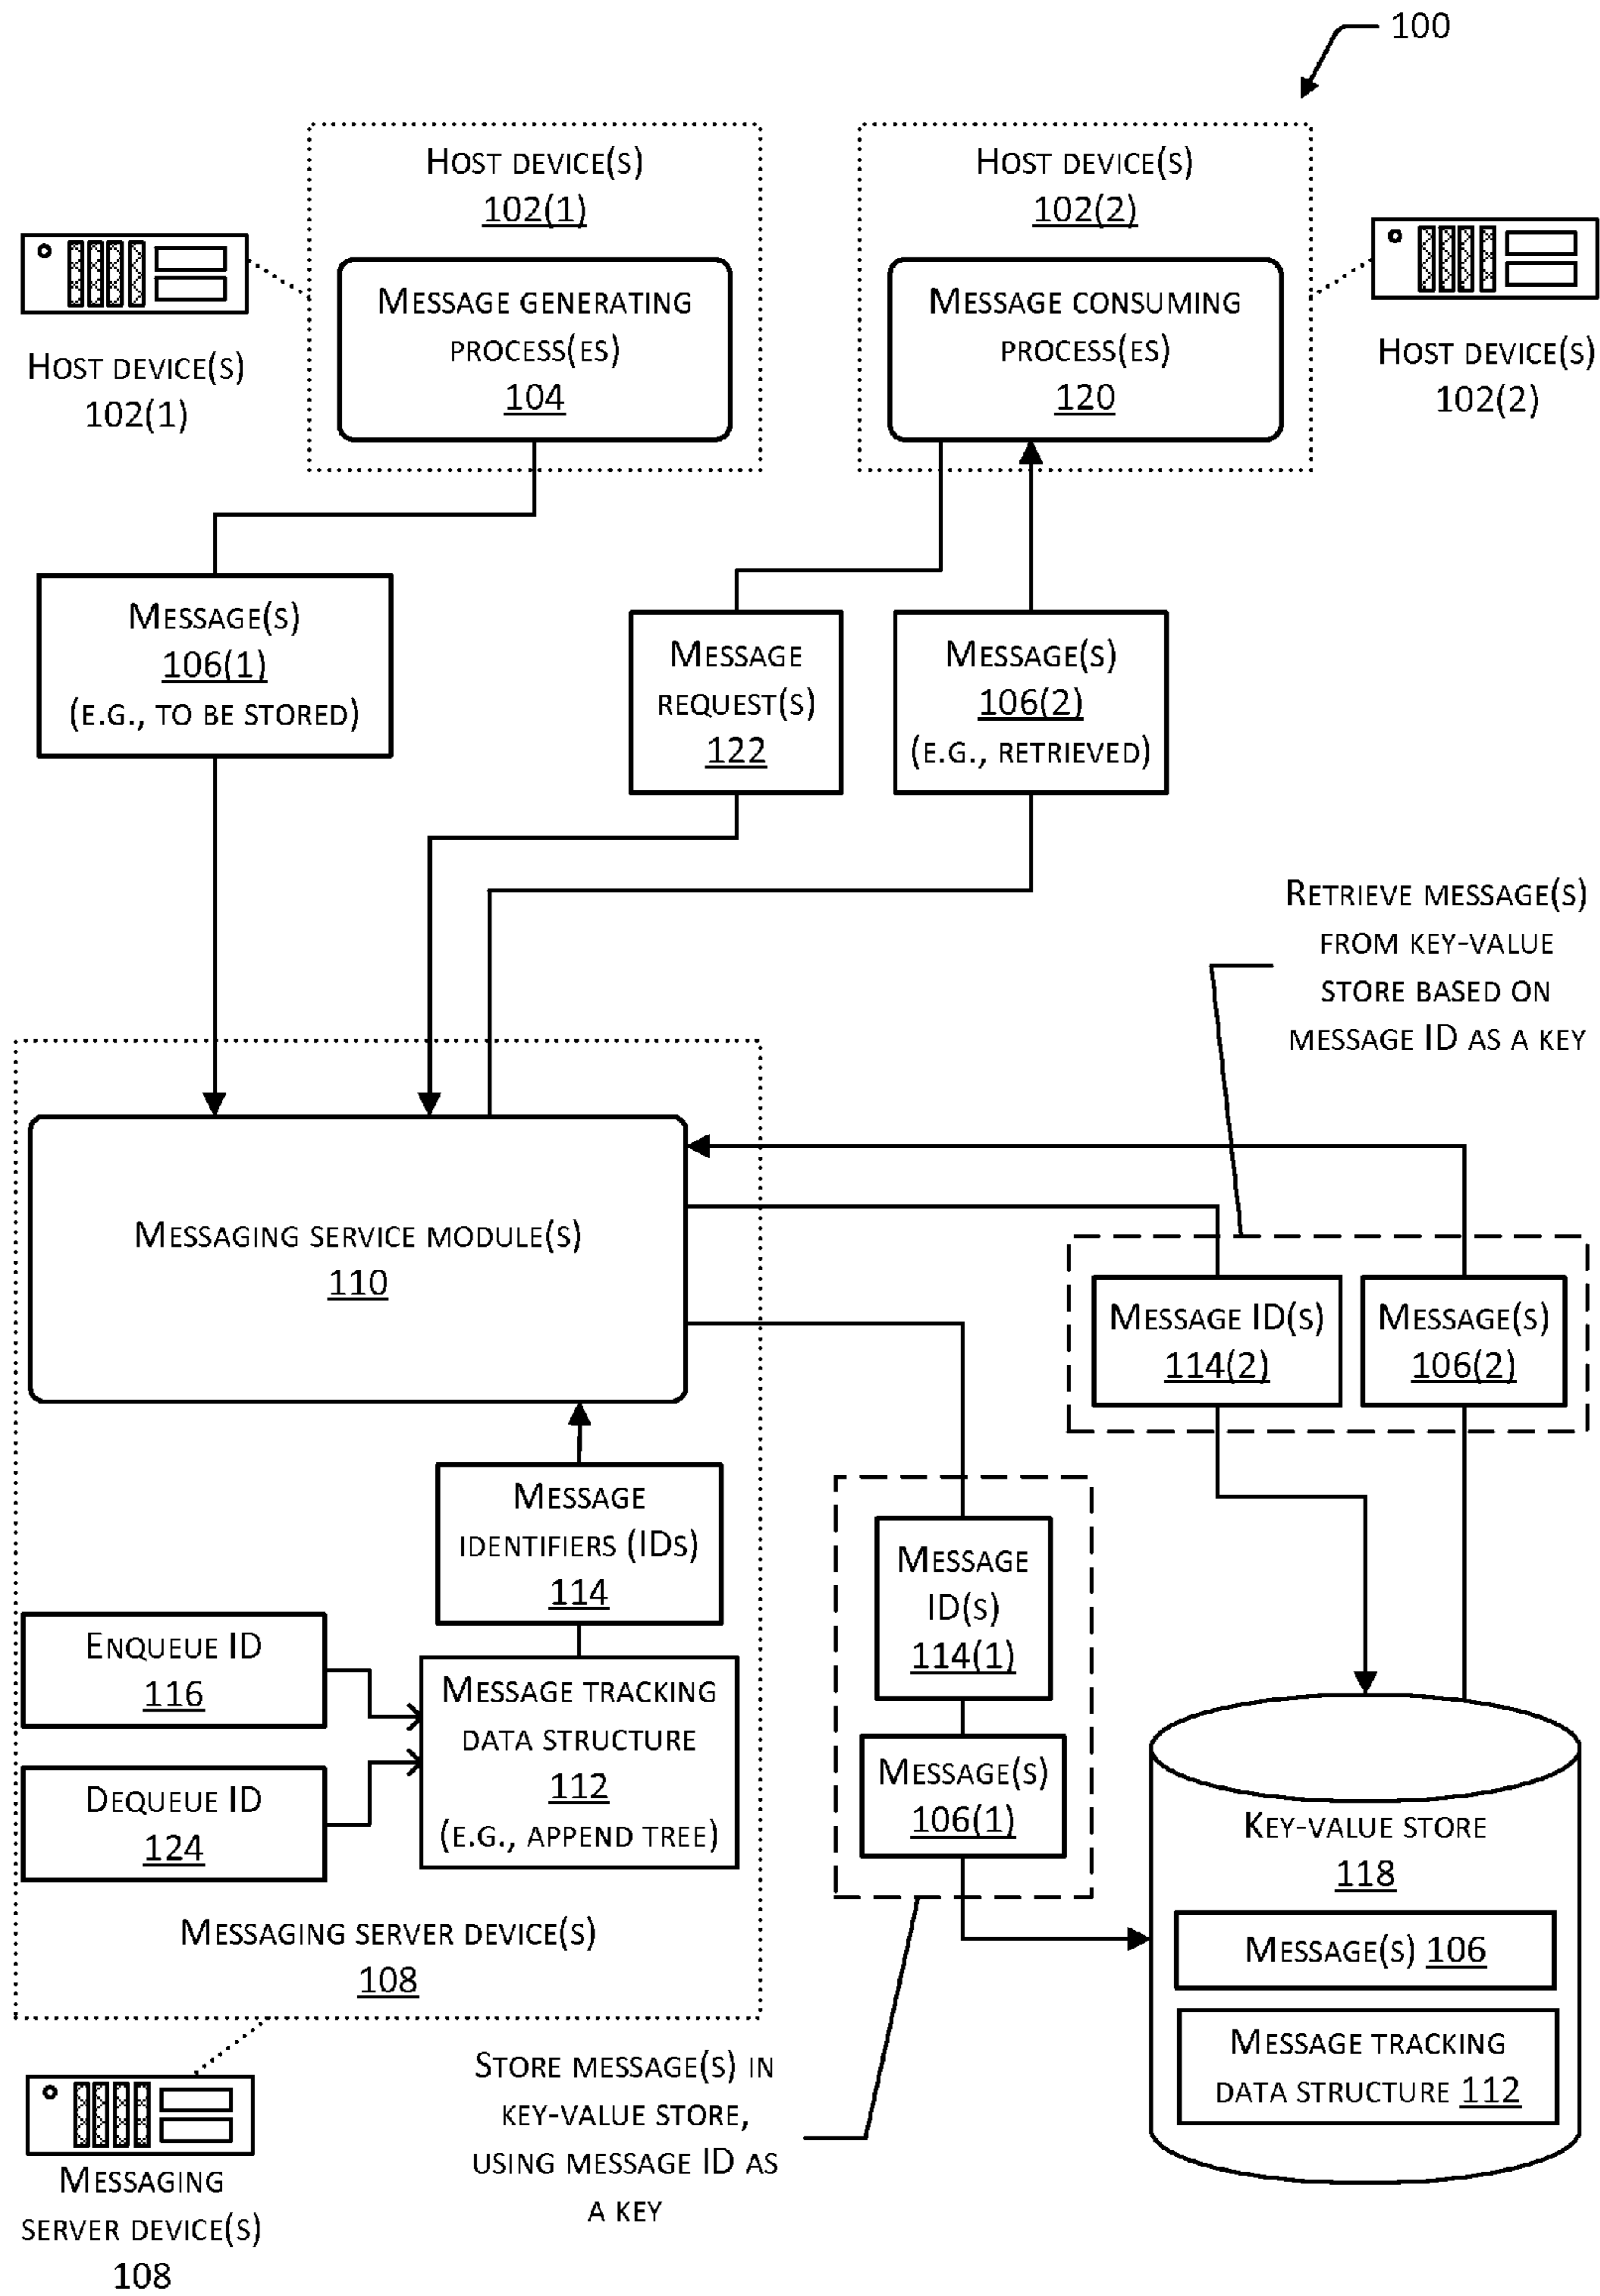 100
Host device(s)
102(1)
Message generating
process(es)
104
Host device(s)
102(1)
Host device(s)
102(2)
Message consuming
process(es)
120
Host device(s)
102(2)
Message(s)
106(1)
(e.g., to be stored)
Message
request(s)
122
Message(s)
106(2)
(e.g., retrieved)
Retrieve message(s)
from key-value
store based on
message ID as a key
Messaging service module(s)
110
Message ID(s)
114(2)
Message(s)
106(2)
Message
identifiers (IDs)
114
Enqueue ID
116
Dequeue ID
124
Message tracking
data structure
112
(e.g., append tree)
Messaging server device(s)
108
Message
ID(s)
114(1)
Message(s)
106(1)
Key-value store
118
Message(s) 106
Message tracking
data structure 112
Store message(s) in
key-value store,
using message ID as
a key
Messaging
server device(s)
108